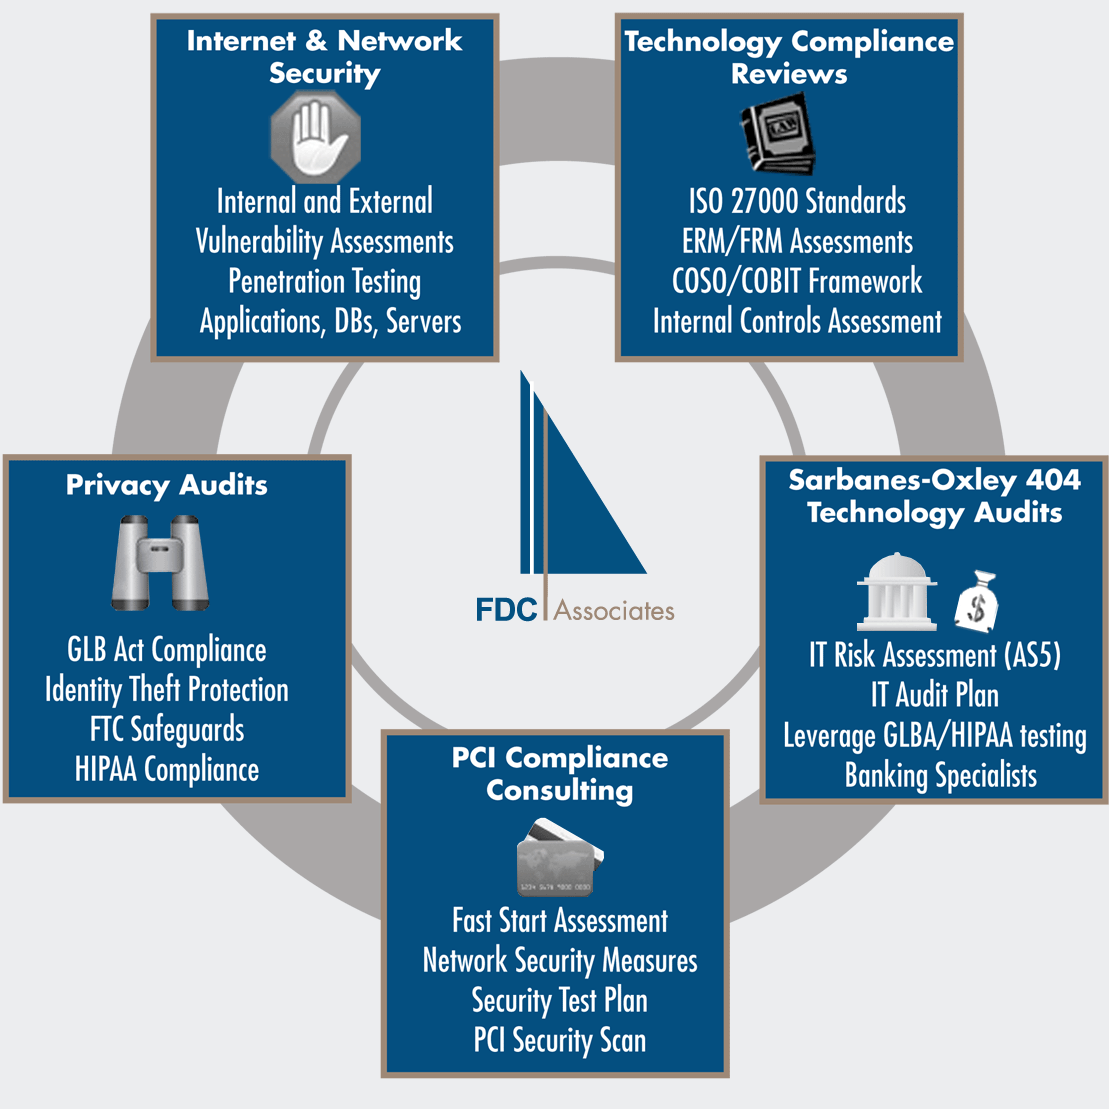 Internet & Network
Security
Internal and External
Vulnerability Assessments
Penetration Testing
Applications, DBs, Servers
Technology Compliance
Reviews
LAW
ISO 27000 Standards
ERM/FRM Assessments
COSO/COBIT Framework
Internal Controls Assessment
FDC Associates
Privacy Audits
GLB Act Compliance
Identity Theft Protection
FTC Safeguards
HIPAA Compliance
Sarbanes-Oxley 404
Technology Audits
$
IT Risk Assessment (AS5)
IT Audit Plan
Leverage GLBA/HIPAA testing
Banking Specialists
PCI Compliance
Consulting
Fast Start Assessment
Network Security Measures
Security Test Plan
PCI Security Scan